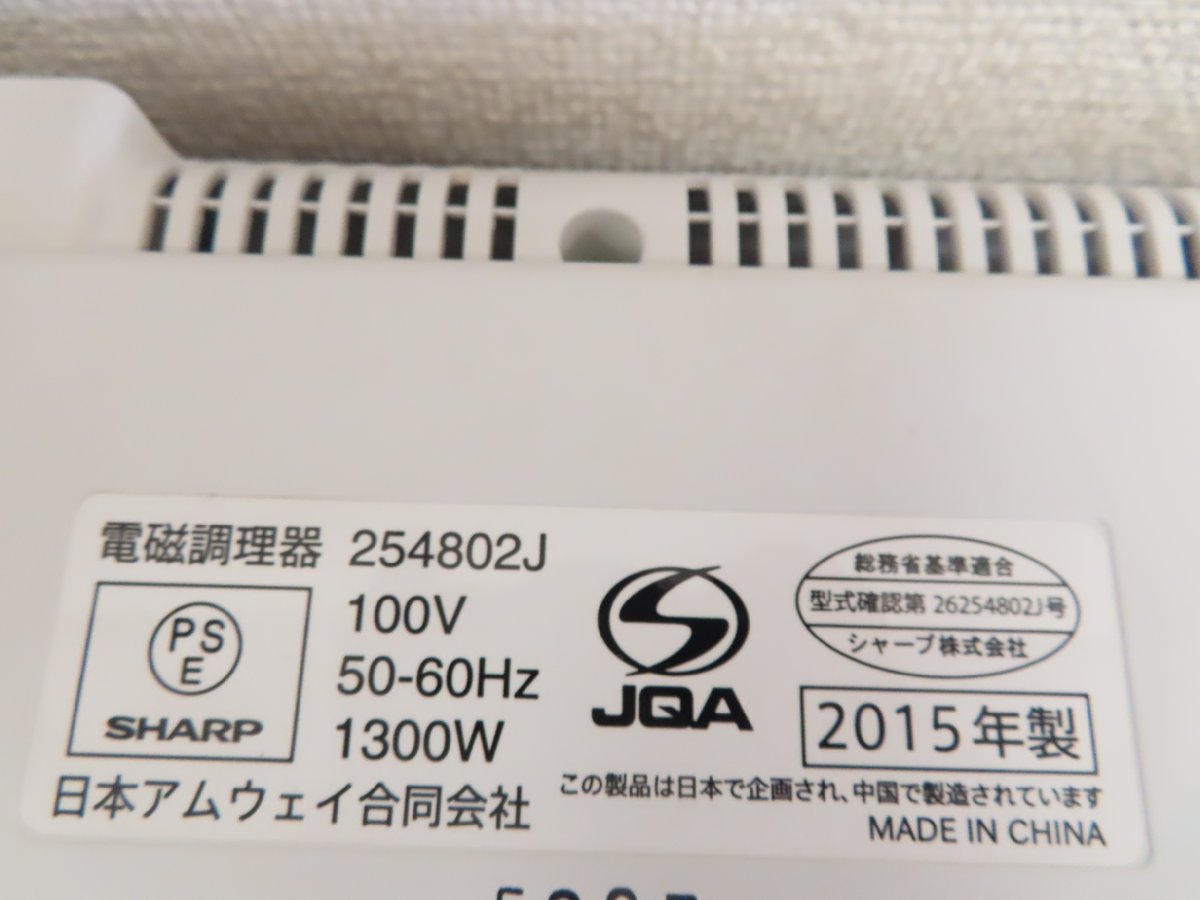 電磁調理器 254802J
100V
50-60Hz
1300W
PS
E
SHARP
日本アムウェイ合同会社
JQA
総務省基準適合
型式確認第 26254802J号
シャープ株式会社
2015年製
この製品は日本で企画され、中国で製造されています
MADE IN CHINA